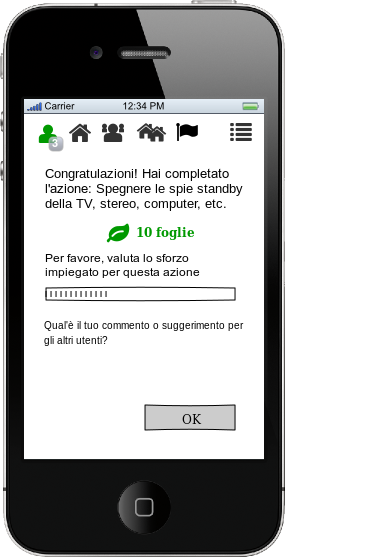 Carrier 12:34 PM
3
Congratulazioni! Hai completato
l'azione: Spegnere le spie standby
della TV, stereo, computer, etc.
10 foglie
Per favore, valuta lo sforzo
impiegato per questa azione
Qual'è il tuo commento o suggerimento per
gli altri utenti?
OK